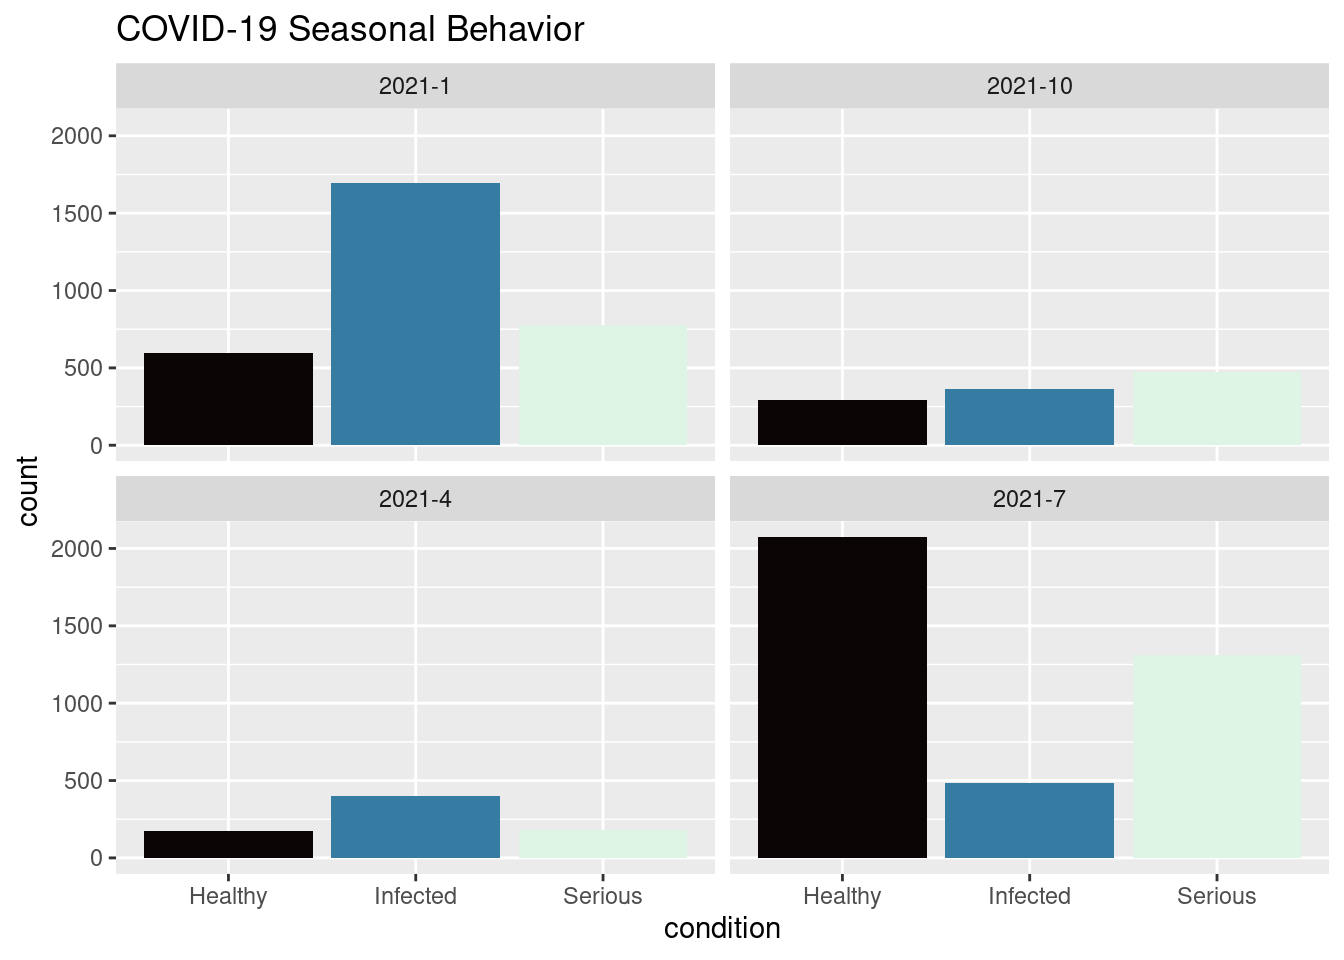 COVID-19 Seasonal Behavior
2021-1
2021-10
2000
1500
1000
500
0
2021-4
2021-7
2000
1500
1000
500
0
count
Healthy
Infected
Serious
Healthy
Infected
Serious
condition